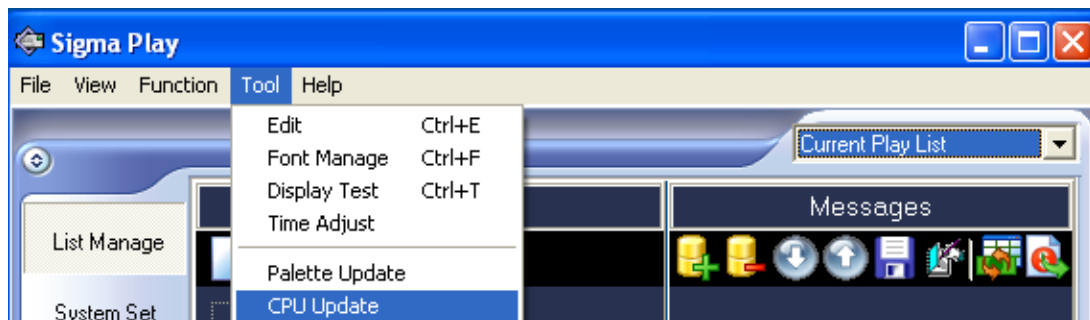 Sigma Play
File View Function Tool Help
Edit Ctrl+E
Font Manage Ctrl+F
Display Test Ctrl+T
Time Adjust
Palette Update
CPU Update
Current Play List
Messages
List Manage
System Set